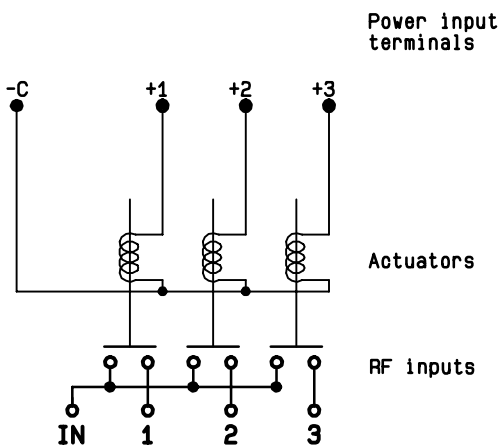 Power input
terminals
-C +1 +2 +3
Actuators
RF inputs
IN 1 2 3